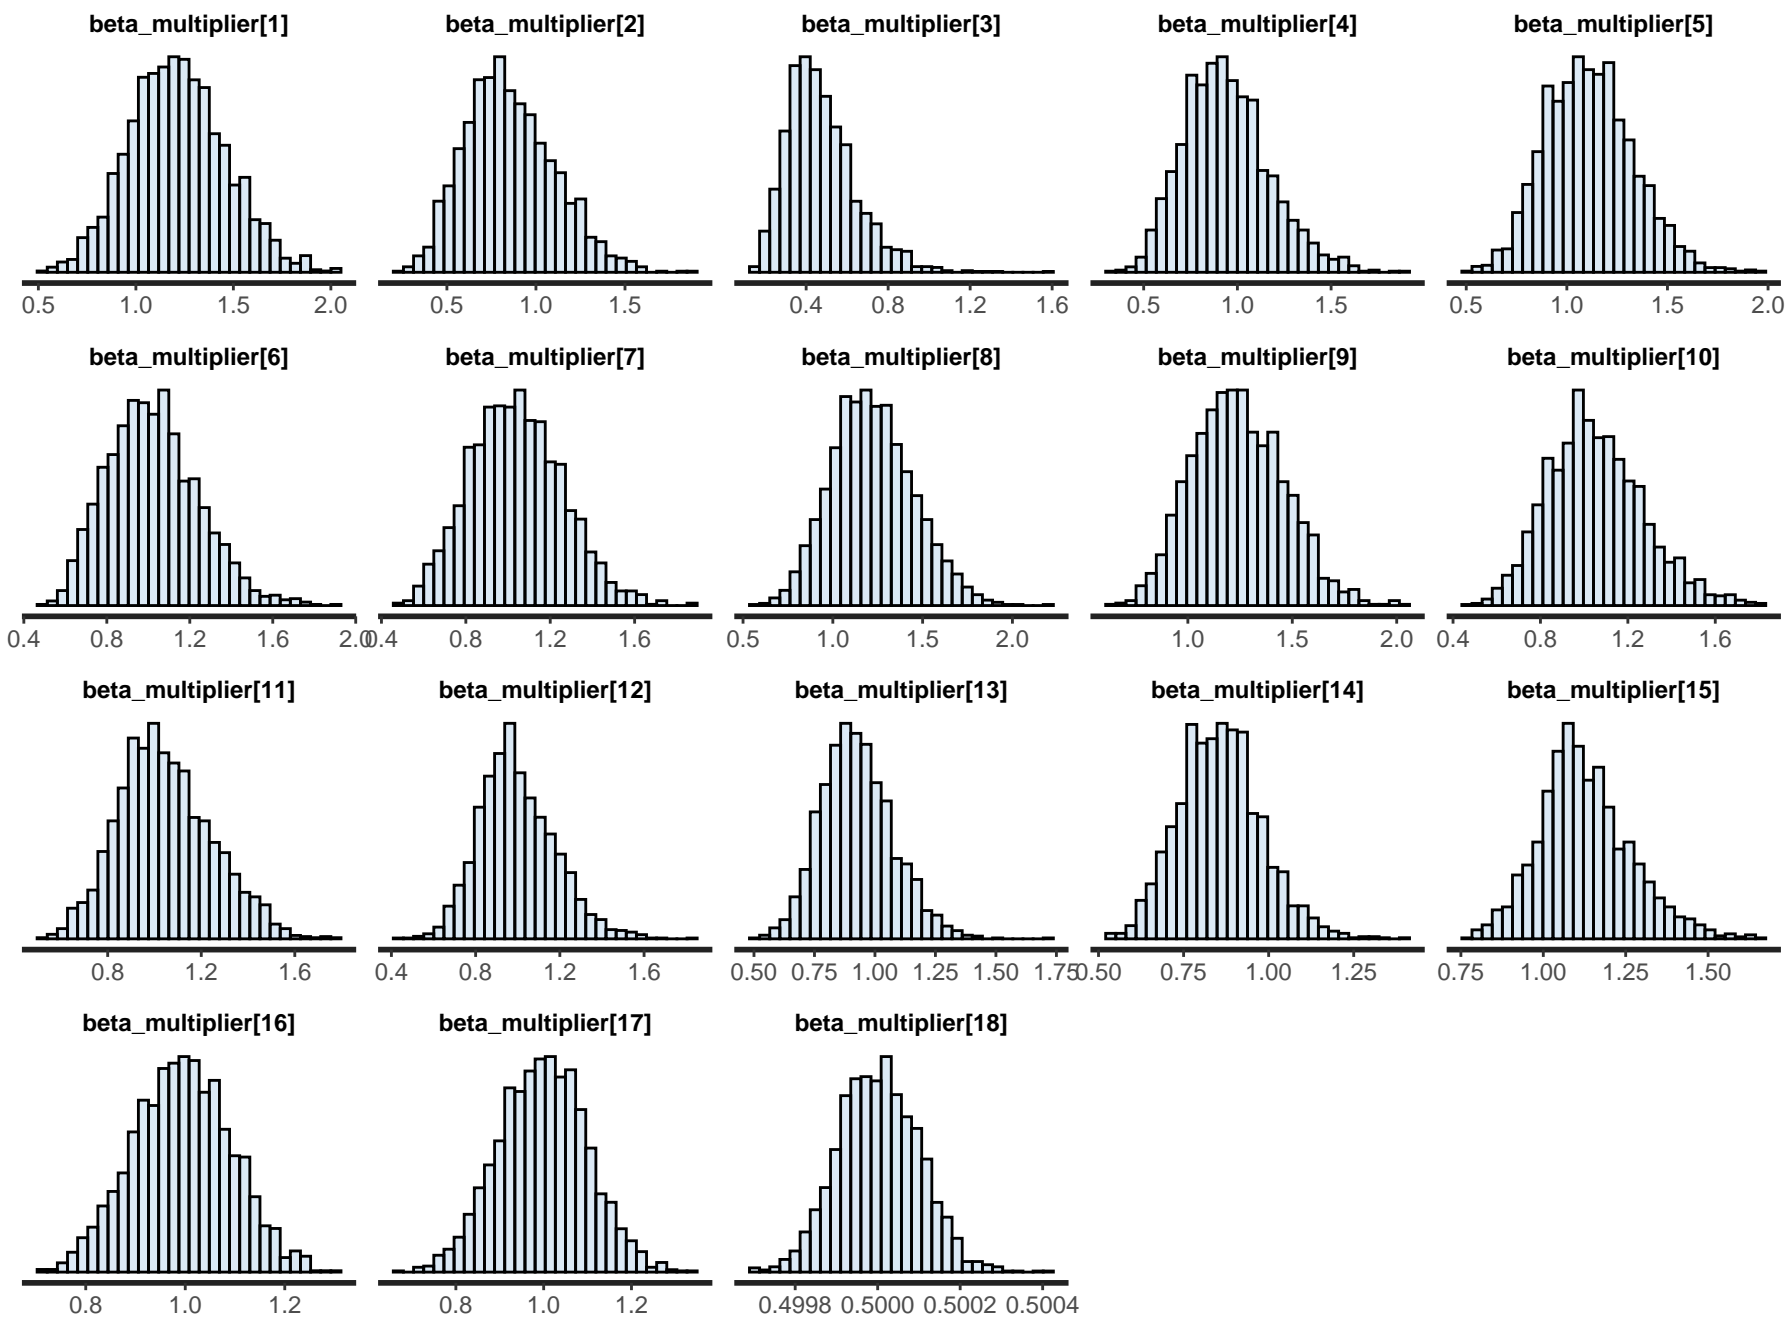 beta_multiplier[1] beta_multiplier[2] beta_multiplier[3] beta_multiplier[4] beta_multiplier[5]
0.5 1.0 1.5 2.0 0.5 1.0 1.5 0.4 0.8 1.2 1.6 0.5 1.0 1.5 0.5 1.0 1.5 2.0
beta_multiplier[6] beta_multiplier[7] beta_multiplier[8] beta_multiplier[9] beta_multiplier[10]
0.4 0.8 1.2 1.6 2.0 0.4 0.8 1.2 1.6 0.5 1.0 1.5 2.0 1.0 1.5 2.0 0.4 0.8 1.2 1.6
beta_multiplier[11] beta_multiplier[12] beta_multiplier[13] beta_multiplier[14] beta_multiplier[15]
0.8 1.2 1.6 0.4 0.8 1.2 1.6 0.50 0.75 1.00 1.25 1.50 1.75 0.50 0.75 1.00 1.25 0.75 1.00 1.25 1.50
beta_multiplier[16] beta_multiplier[17] beta_multiplier[18]
0.8 1.0 1.2 0.8 1.0 1.2 0.4998 0.5000 0.5002 0.5004